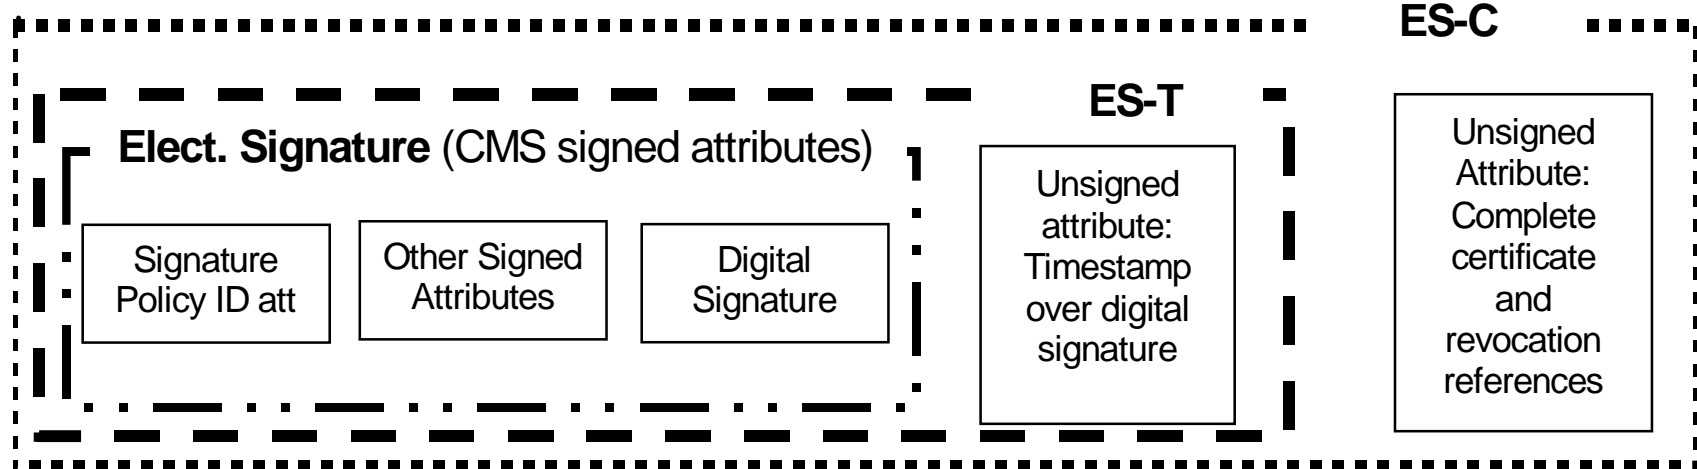 ES-C
ES-T
Elect. Signature (CMS signed attributes)
Signature
Policy ID att
Other Signed
Attributes
Digital
Signature
Unsigned
attribute:
Timestamp
over digital
signature
Unsigned
Attribute:
Complete
certificate
and
revocation
references